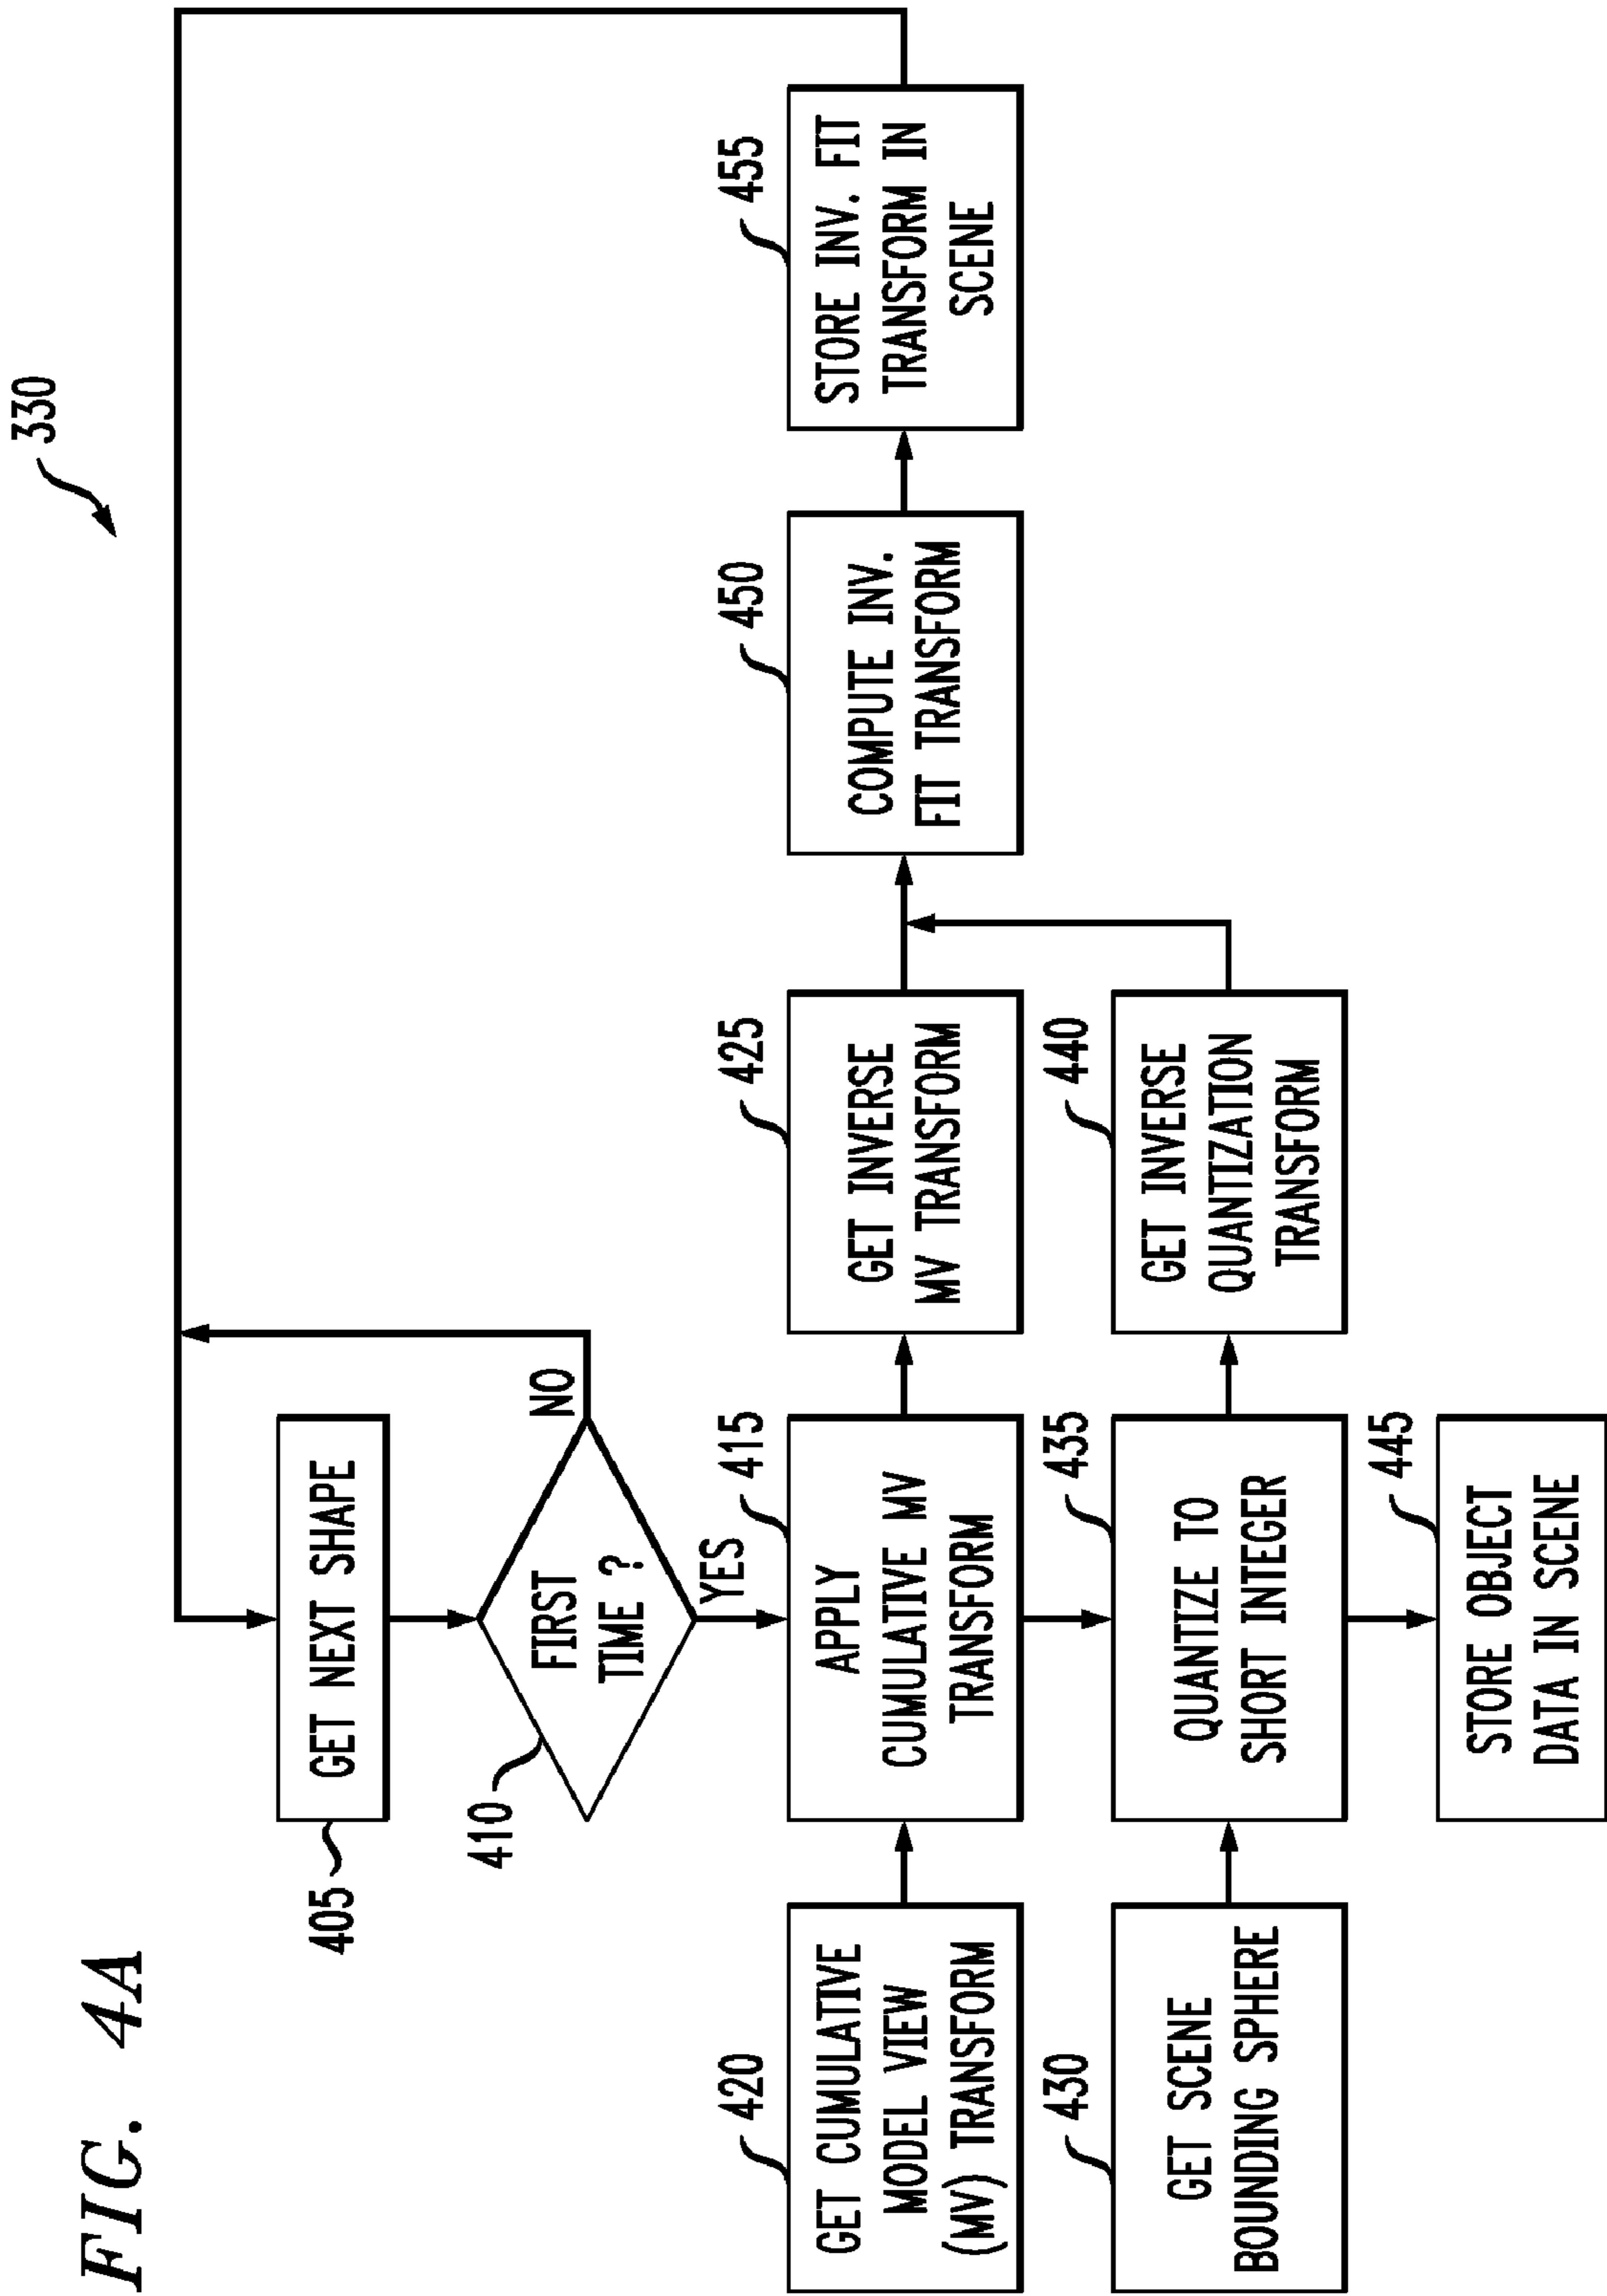 FIG. 4A
330
GET NEXT SHAPE
405
FIRST
TIME ?
410
NO
YES
GET CUMULATIVE
MODEL VIEW
(MV) TRANSFORM
420
APPLY
CUMULATIVE MV
TRANSFORM
415
GET INVERSE
MV TRANSFORM
425
COMPUTE INV.
FIT TRANSFORM
450
STORE INV. FIT
TRANSFORM IN
SCENE
455
GET SCENE
BOUNDING SPHERE
430
QUANTIZE TO
SHORT INTEGER
435
GET INVERSE
QUANTIZATION
TRANSFORM
440
STORE OBJECT
DATA IN SCENE
445